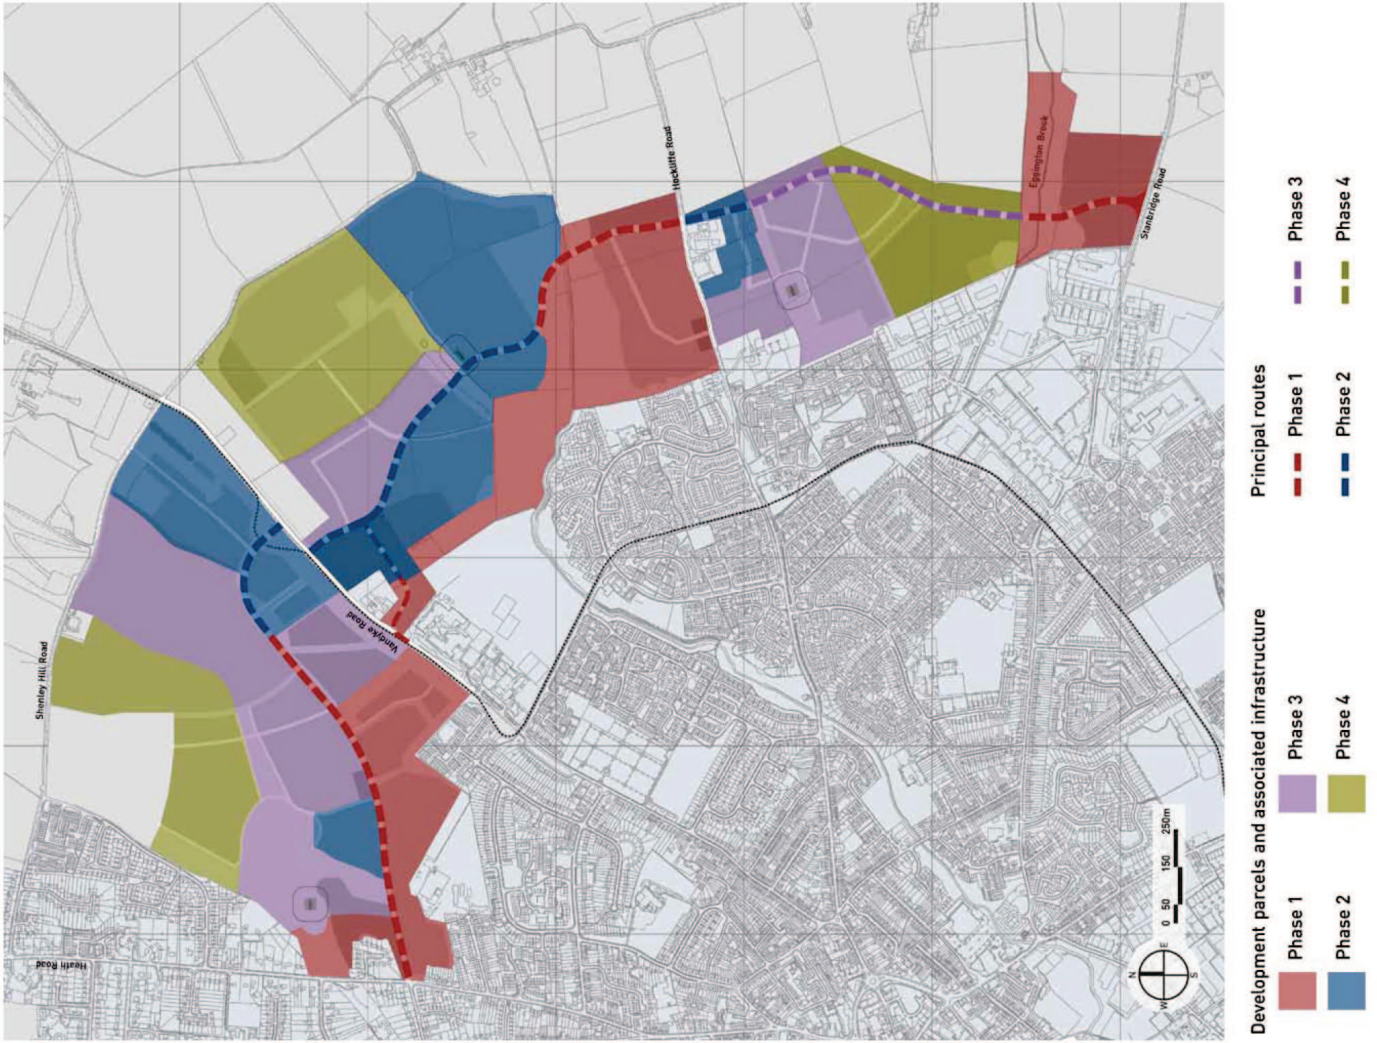 Shenley Hill Road
Heath Road
Vandyke Road
Hockliffe Road
Eggington Brook
Stanbridge Road
N
W
E
S
0 50 150 250m
Development parcels and associated infrastructure
Phase 1
Phase 3
Phase 2
Phase 4
Principal routes
Phase 1
Phase 3
Phase 2
Phase 4